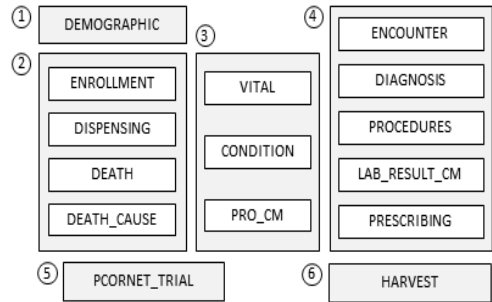 ① DEMOGRAPHIC
②
ENROLLMENT
DISPENSING
DEATH
DEATH_CAUSE
③
VITAL
CONDITION
PRO_CM
④
ENCOUNTER
DIAGNOSIS
PROCEDURES
LAB_RESULT_CM
PRESCRIBING
⑤ PCORNET_TRIAL
⑥ HARVEST